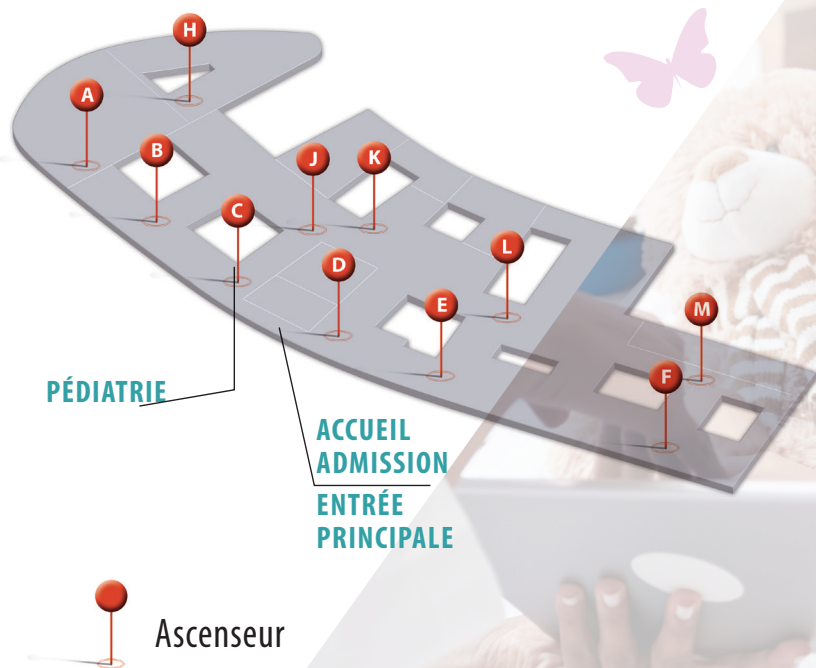 H
A
B
J
K
C
L
D
E
M
F
PÉDIATRIE
ACCUEIL
ADMISSION
ENTRÉE
PRINCIPALE
Ascenseur